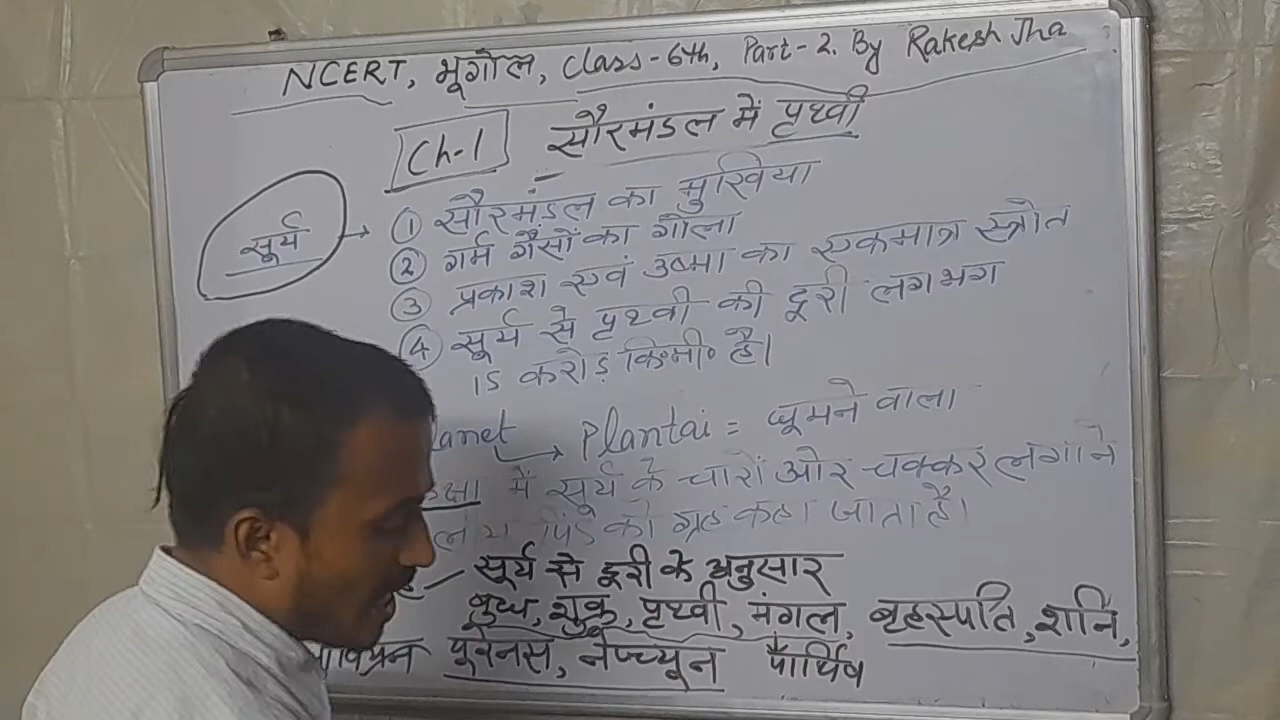 NCERT, भूगोल, Class-6th, Part-2. By Rakesh Jha
Ch-1 सौरमंडल में पृथ्वी
सूर्य → ① सौरमंडल का मुखिया
② गर्म गैसों का गोला
③ प्रकाश एवं उष्मा का एकमात्र स्त्रोत
④ सूर्य से पृथ्वी की दूरी लगभग
15 करोड़ कि॰मी॰ है।
lanet → Plantai = घूमने वाला
में सूर्य के चारों ओर चक्कर लगाने
को ग्रह कहा जाता है।
सूर्य से दूरी के अनुसार
बुध, शुक्र, पृथ्वी, मंगल, बृहस्पति, शनि,
यूरेनस, नेप्च्यून पार्थिव